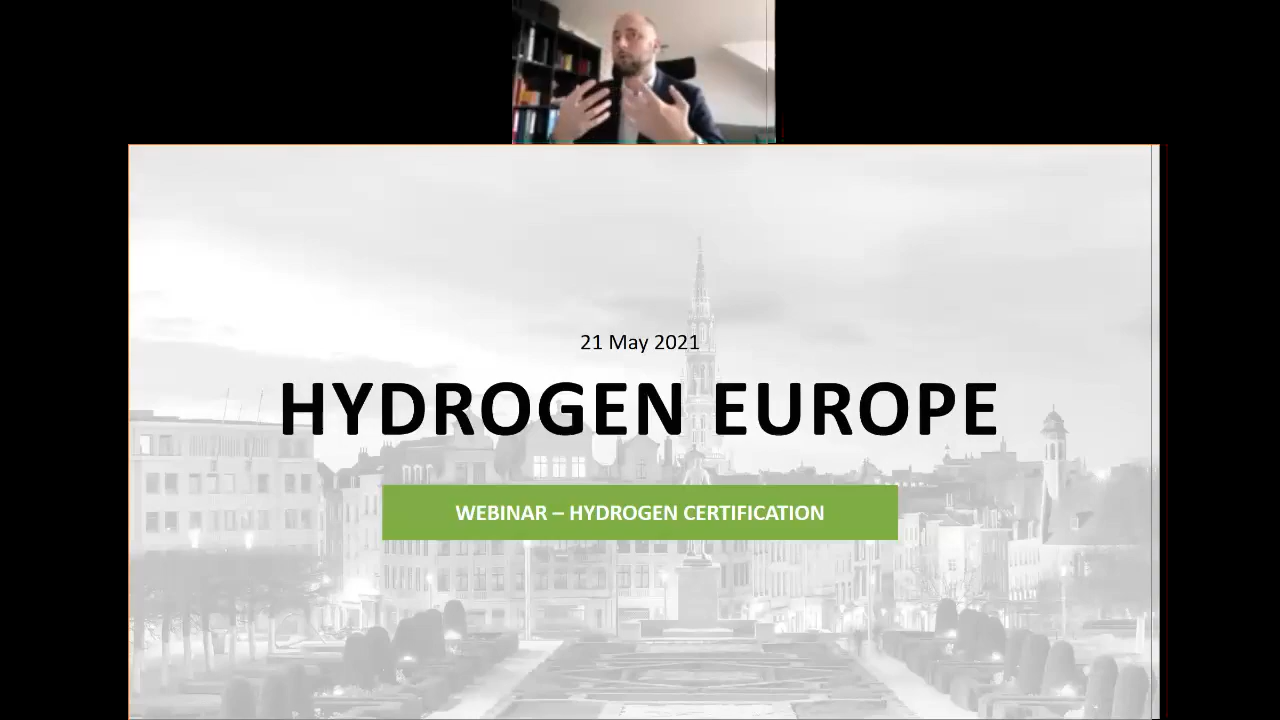 21 May 2021
HYDROGEN EUROPE
WEBINAR – HYDROGEN CERTIFICATION